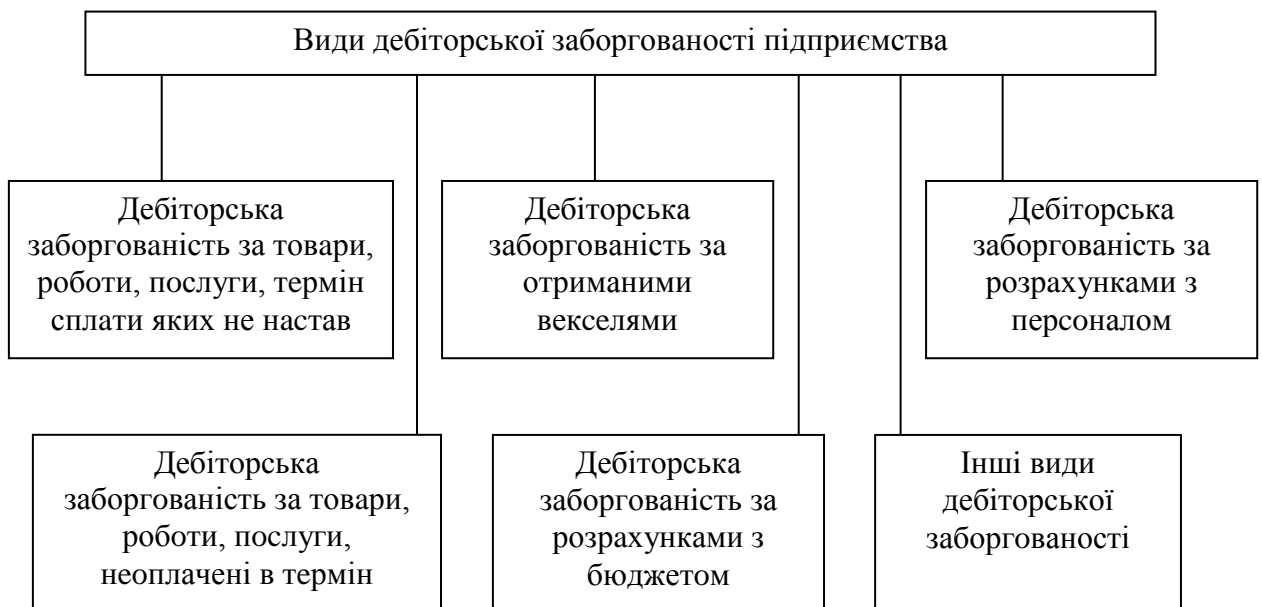 Види дебіторської заборгованості підприємства
Дебіторська
заборгованість за товари,
роботи, послуги, термін
сплати яких не настав
Дебіторська
заборгованість за
отриманими
векселями
Дебіторська
заборгованість за
розрахунками з
персоналом
Дебіторська
заборгованість за товари,
роботи, послуги,
неоплачені в термін
Дебіторська
заборгованість за
розрахунками з
бюджетом
Інші види
дебіторської
заборгованості